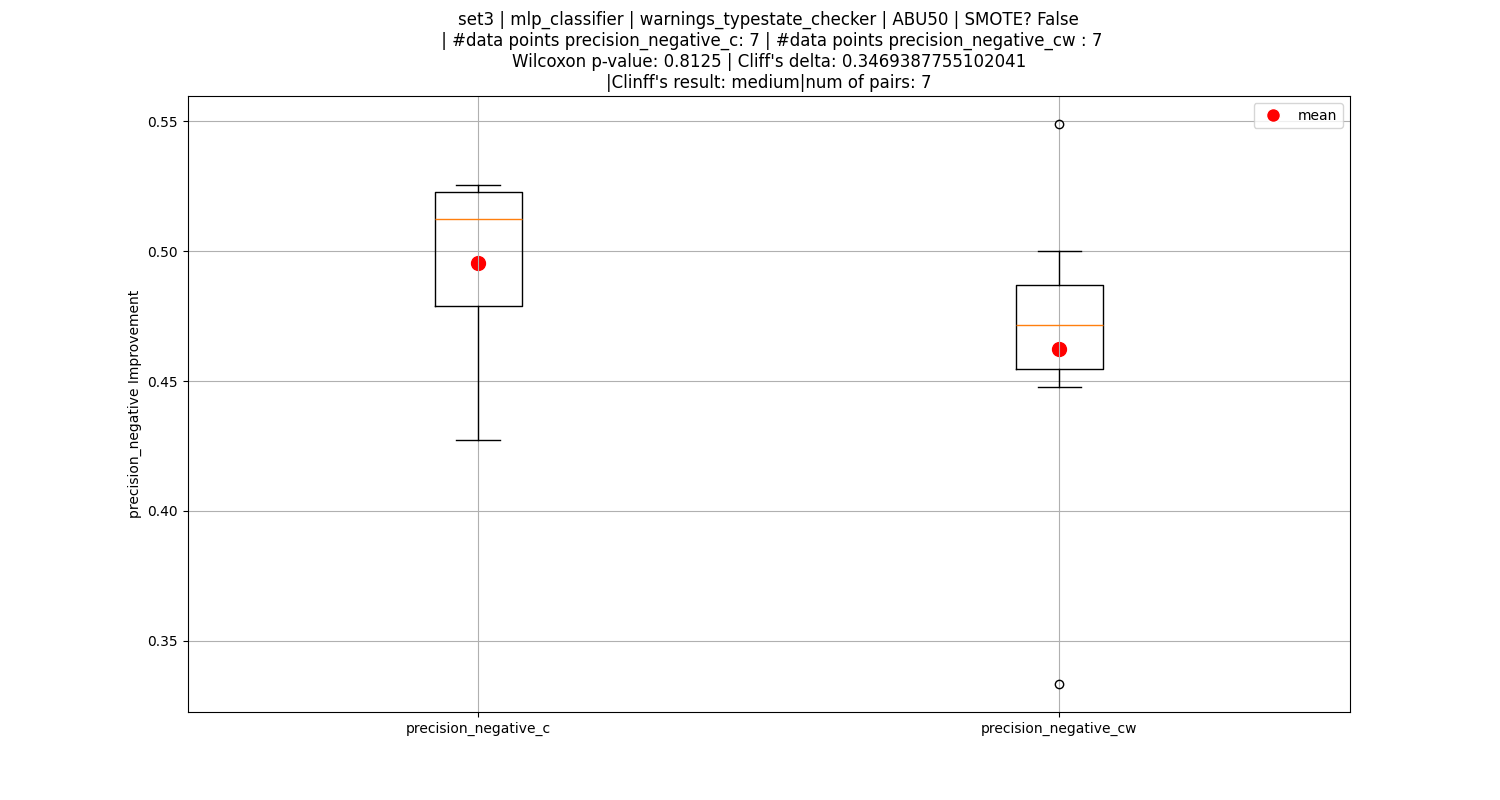 set3 | mlp_classifier | warnings_typestate_checker | ABU50 | SMOTE? False
| #data points precision_negative_c: 7 | #data points precision_negative_cw : 7
Wilcoxon p-value: 0.8125 | Cliff's delta: 0.3469387755102041
|Clinff's result: medium|num of pairs: 7
mean
precision_negative Improvement
0.55
0.50
0.45
0.40
0.35
precision_negative_c
precision_negative_cw